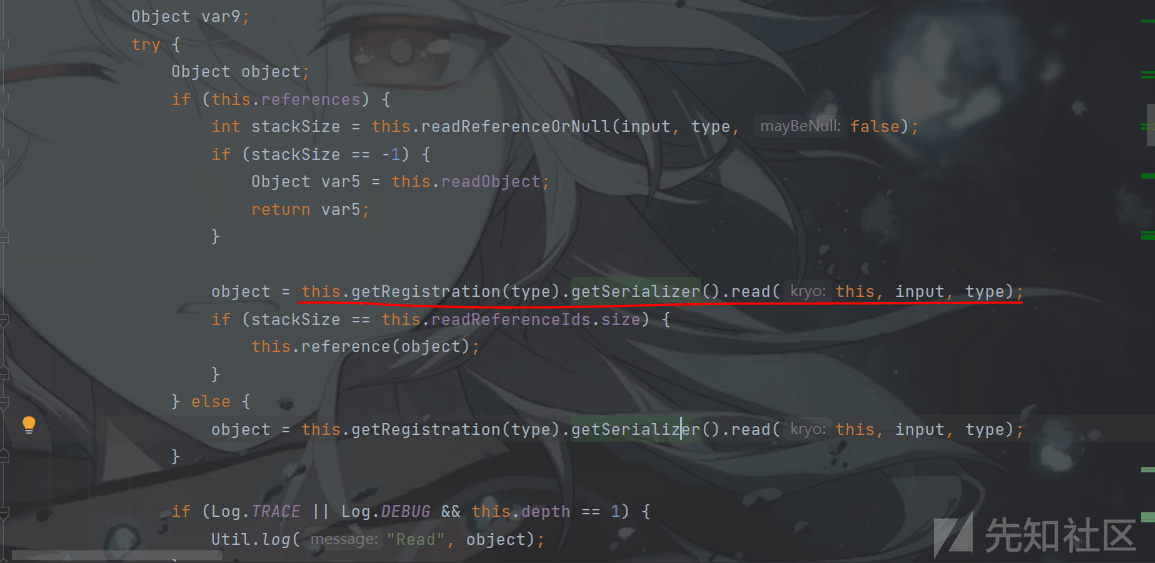 Object var9;
try {
Object object;
if (this.references) {
int stackSize = this.readReferenceOrNull(input, type, mayBeNull: false);
if (stackSize == -1) {
Object var5 = this.readObject;
return var5;
}
object = this.getRegistration(type).getSerializer().read( kryo: this, input, type);
if (stackSize == this.readReferenceIds.size) {
this.reference(object);
}
} else {
object = this.getRegistration(type).getSerializer().read( kryo: this, input, type);
}
if (Log.TRACE || Log.DEBUG && this.depth == 1) {
Util.log( message: "Read", object);
先知社区